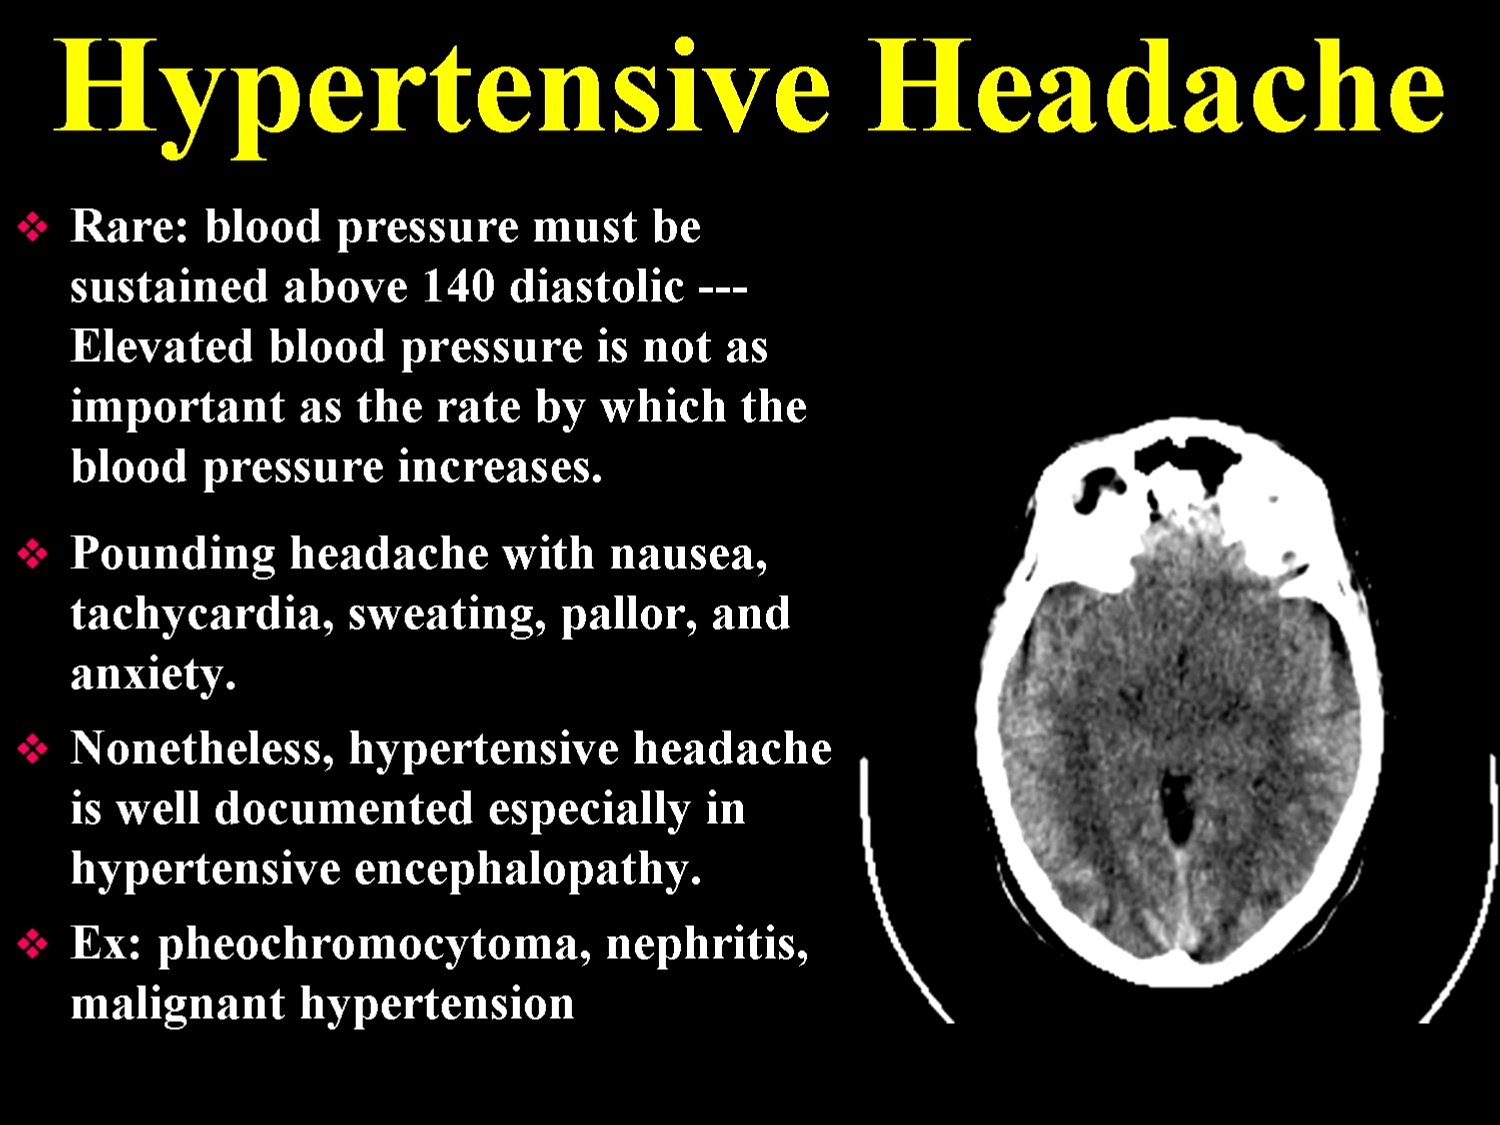 Hypertensive Headache
❖ Rare: blood pressure must be
sustained above 140 diastolic ---
Elevated blood pressure is not as
important as the rate by which the
blood pressure increases.
❖ Pounding headache with nausea,
tachycardia, sweating, pallor, and
anxiety.
❖ Nonetheless, hypertensive headache
is well documented especially in
hypertensive encephalopathy.
❖ Ex: pheochromocytoma, nephritis,
malignant hypertension